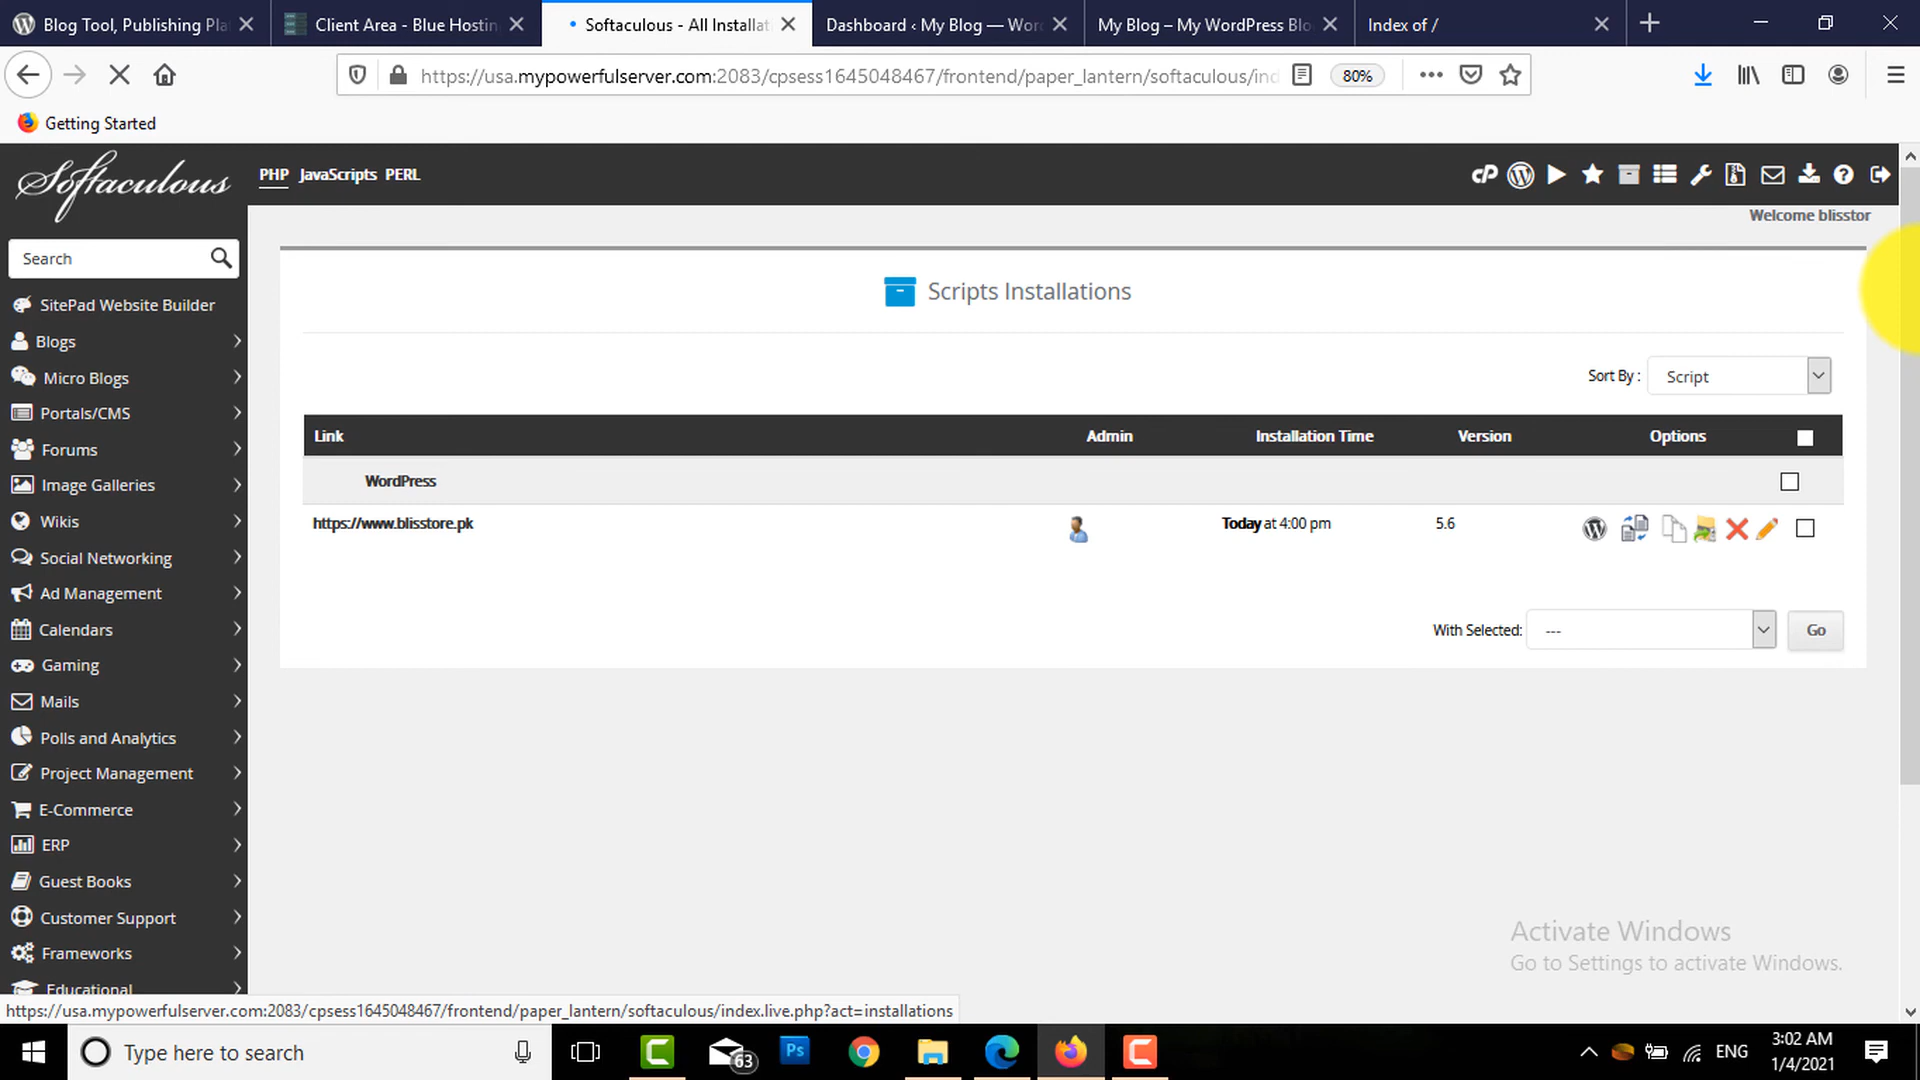 Blog Tool, Publishing Pla
Client Area - Blue Hostin
Softaculous - All Installat
Dashboard ‹ My Blog — Wor
My Blog – My WordPress Blo
Index of /
https://usa.mypowerfulserver.com:2083/cpsess1645048467/frontend/paper_lantern/softaculous/ind
80%
Getting Started
Softaculous
PHP JavaScripts PERL
cP
Welcome blisstor
Search
Scripts Installations
SitePad Website Builder
Blogs
Micro Blogs
Portals/CMS
Forums
Image Galleries
Wikis
Social Networking
Ad Management
Calendars
Gaming
Mails
Polls and Analytics
Project Management
E-Commerce
ERP
Guest Books
Customer Support
Frameworks
Educational
Sort By : Script
Link Admin Installation Time Version Options
WordPress
https://www.blisstore.pk Today at 4:00 pm 5.6
With Selected: --- Go
Activate Windows
Go to Settings to activate Windows.
https://usa.mypowerfulserver.com:2083/cpsess1645048467/frontend/paper_lantern/softaculous/index.live.php?act=installations
Type here to search
63
Ps
ENG
3:02 AM
1/4/2021